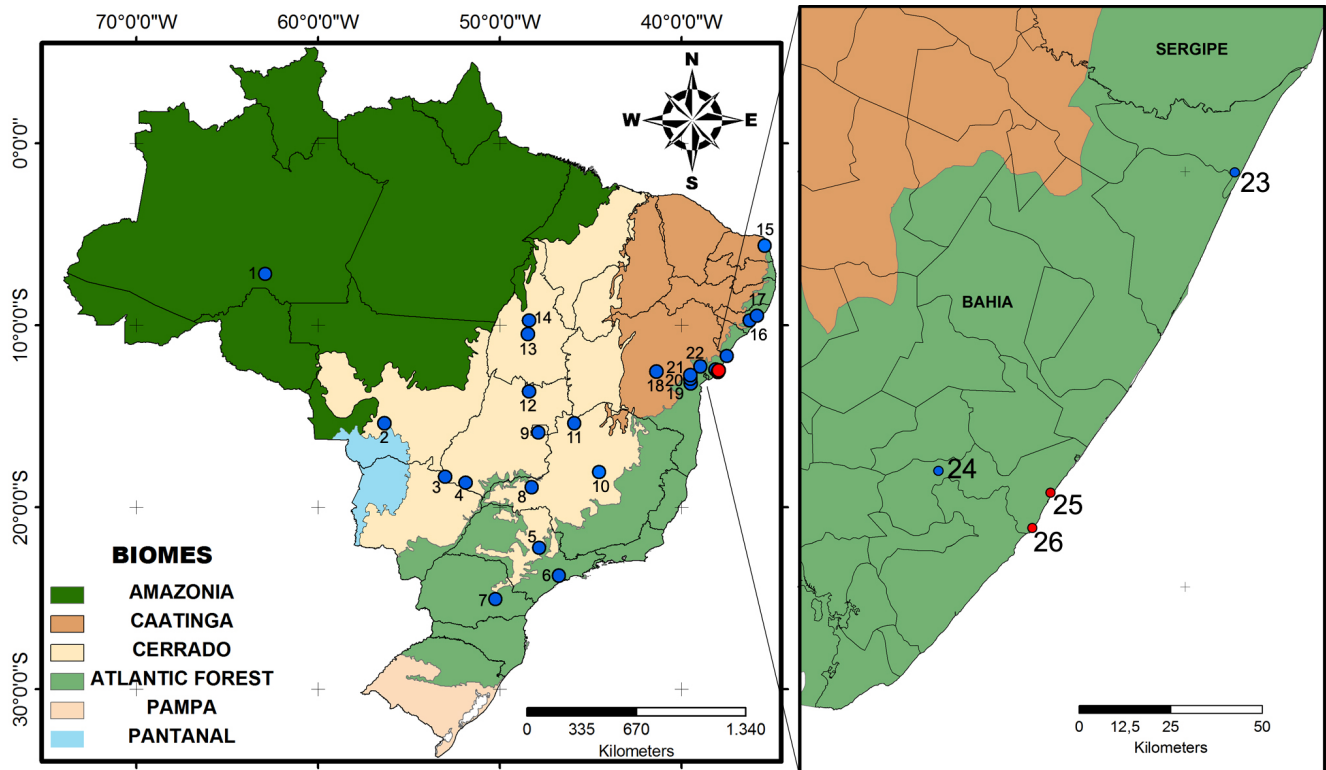 70°0'0"W 60°0'0"W 50°0'0"W 40°0'0"W
0°0'0"
10°0'0"S
20°0'0"S
30°0'0"S
N
W E
S
15
1
17
14
16
13
22
21
18
20
19
12
2
9
11
3
4
8
10
5
6
7
BIOMES
AMAZONIA
CAATINGA
CERRADO
ATLANTIC FOREST
PAMPA
PANTANAL
0 335 670 1.340
Kilometers
SERGIPE
23
BAHIA
24
25
26
0 12,5 25 50
Kilometers